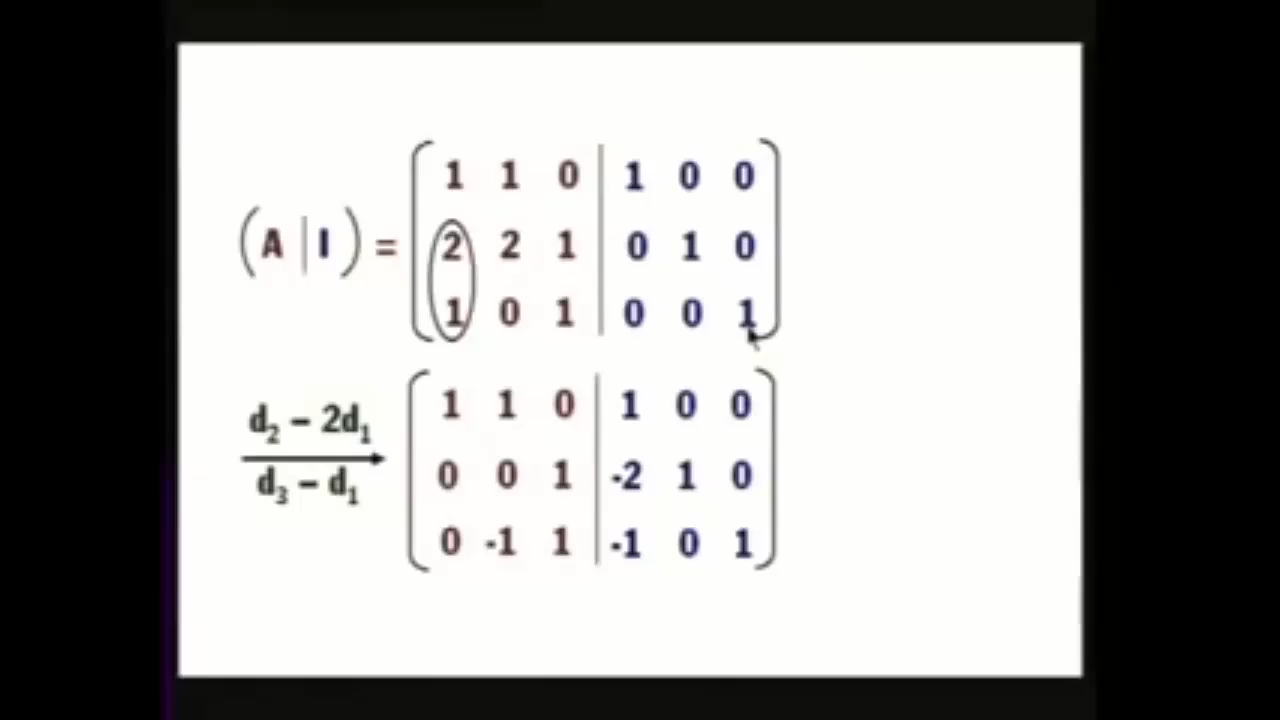 1 1 0 | 1 0 0
(A | I) = 2 2 1 | 0 1 0
1 0 1 | 0 0 1
1 1 0 | 1 0 0
d₂ – 2d₁
0 0 1 | -2 1 0
d₃ – d₁
0 -1 1 | -1 0 1